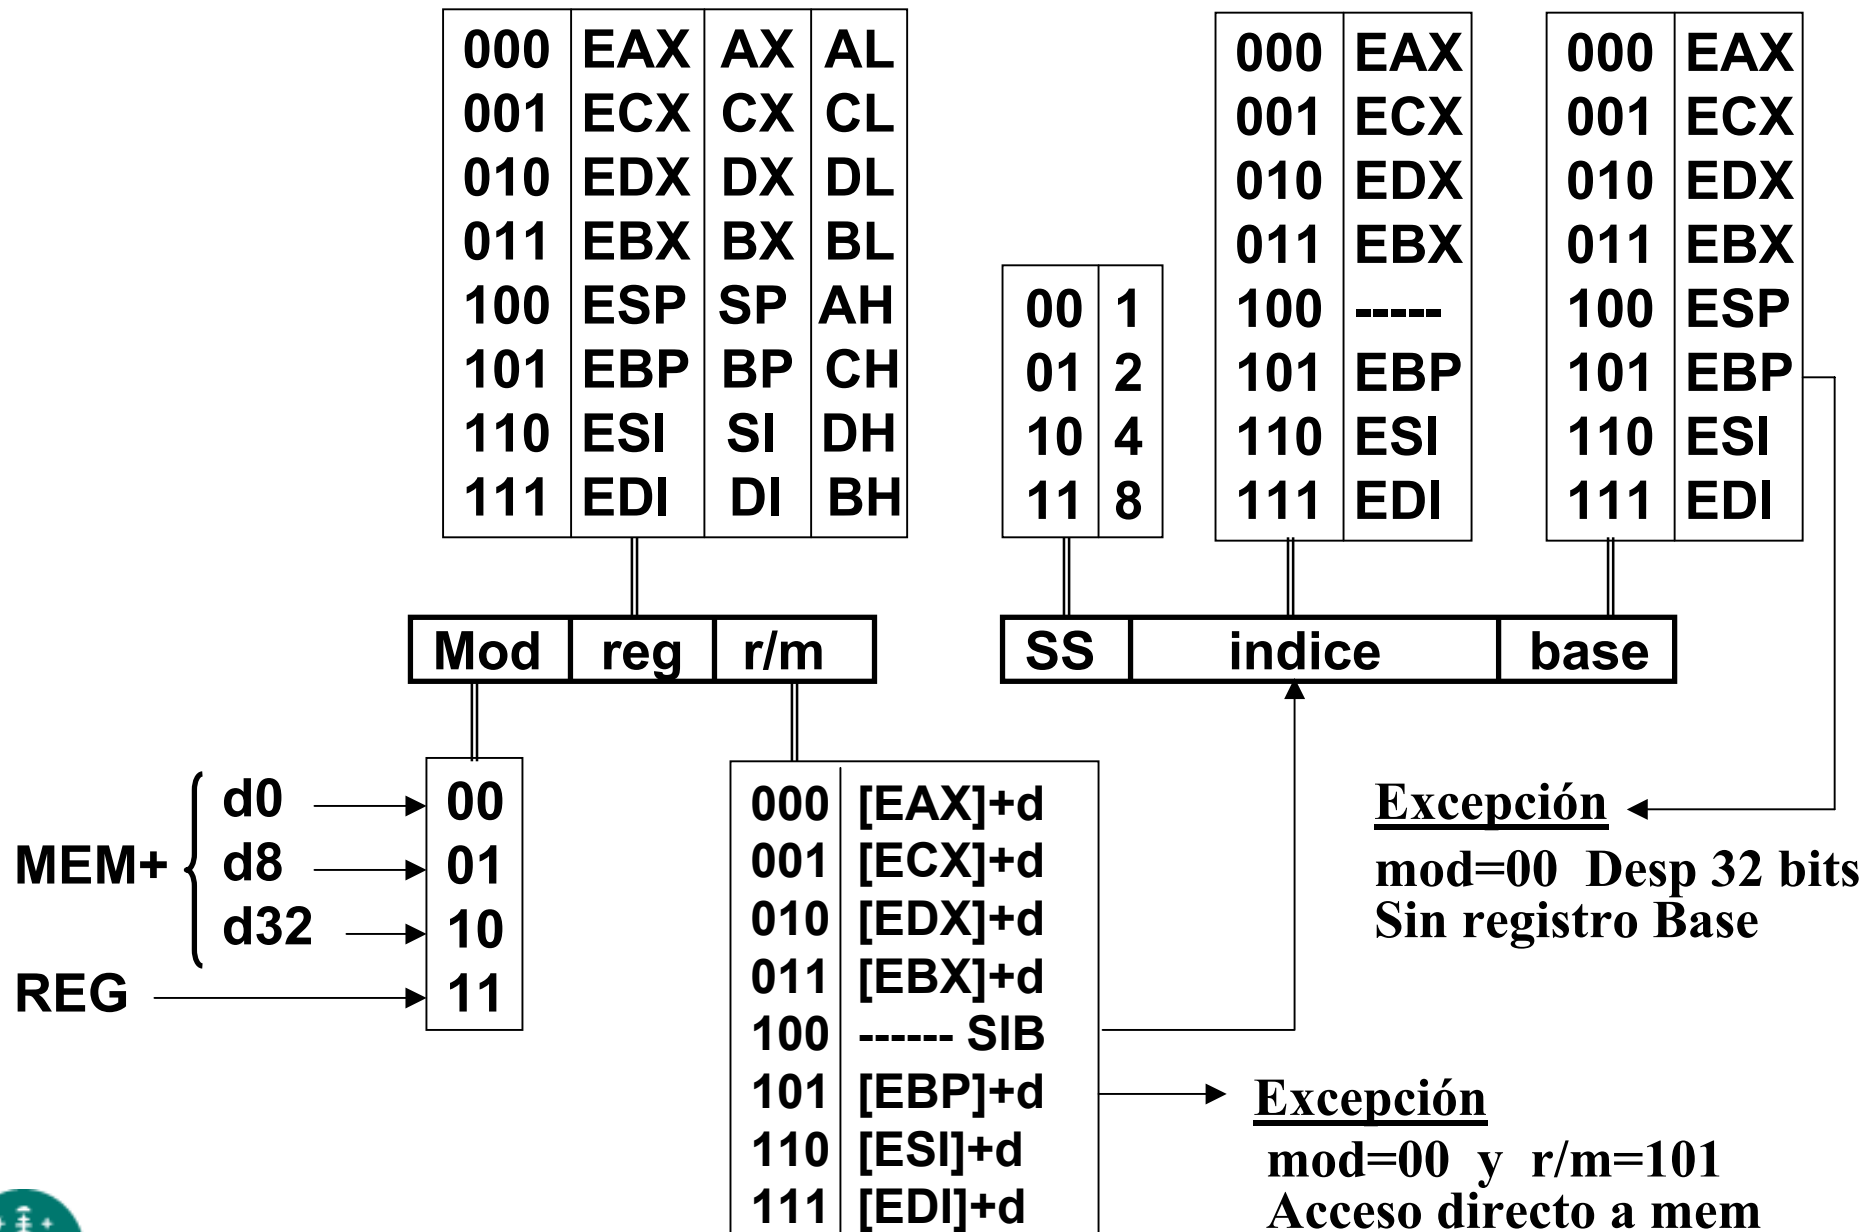 000 EAX AX AL
001 ECX CX CL
010 EDX DX DL
011 EBX BX BL
100 ESP SP AH
101 EBP BP CH
110 ESI SI DH
111 EDI DI BH
00 1
01 2
10 4
11 8
000 EAX
001 ECX
010 EDX
011 EBX
100 -----
101 EBP
110 ESI
111 EDI
000 EAX
001 ECX
010 EDX
011 EBX
100 ESP
101 EBP
110 ESI
111 EDI
Mod reg r/m
SS indice base
MEM+
d0
d8
d32
REG
00
01
10
11
000 [EAX]+d
001 [ECX]+d
010 [EDX]+d
011 [EBX]+d
100 ------ SIB
101 [EBP]+d
110 [ESI]+d
111 [EDI]+d
Excepción
mod=00 Desp 32 bits
Sin registro Base
Excepción
mod=00 y r/m=101
Acceso directo a mem